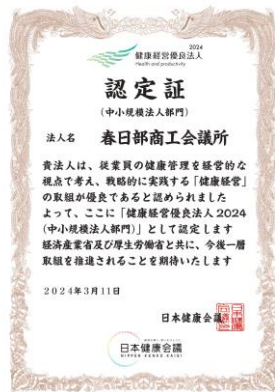 2024
健康経営優良法人
Health and productivity
認定証
(中小規模法人部門)
法人名 春日部商工会議所
貴法人は、従業員の健康管理を経営的な
視点で考え、戦略的に実践する「健康経営」
の取組が優良であると認められました
よって、ここに「健康経営優良法人2024
(中小規模法人部門)」として認定します
経済産業省及び厚生労働省と共に、今後一層
取組を推進されることを期待いたします
2024年3月11日
日本健康会議
日本健康会議
NIPPON KENKO KAIGI